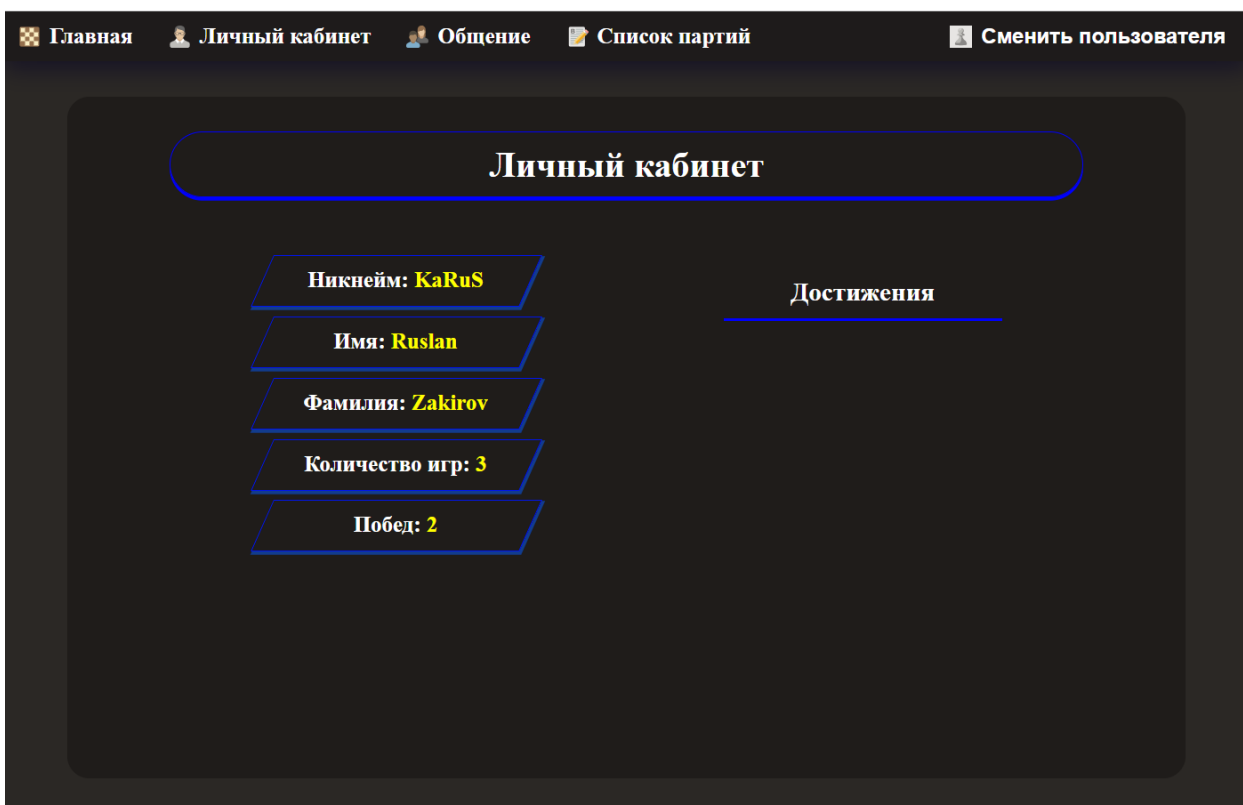 Главная Личный кабинет Общение Список партий Сменить пользователя
Личный кабинет
Никнейм: KaRuS
Имя: Ruslan
Фамилия: Zakirov
Количество игр: 3
Побед: 2
Достижения